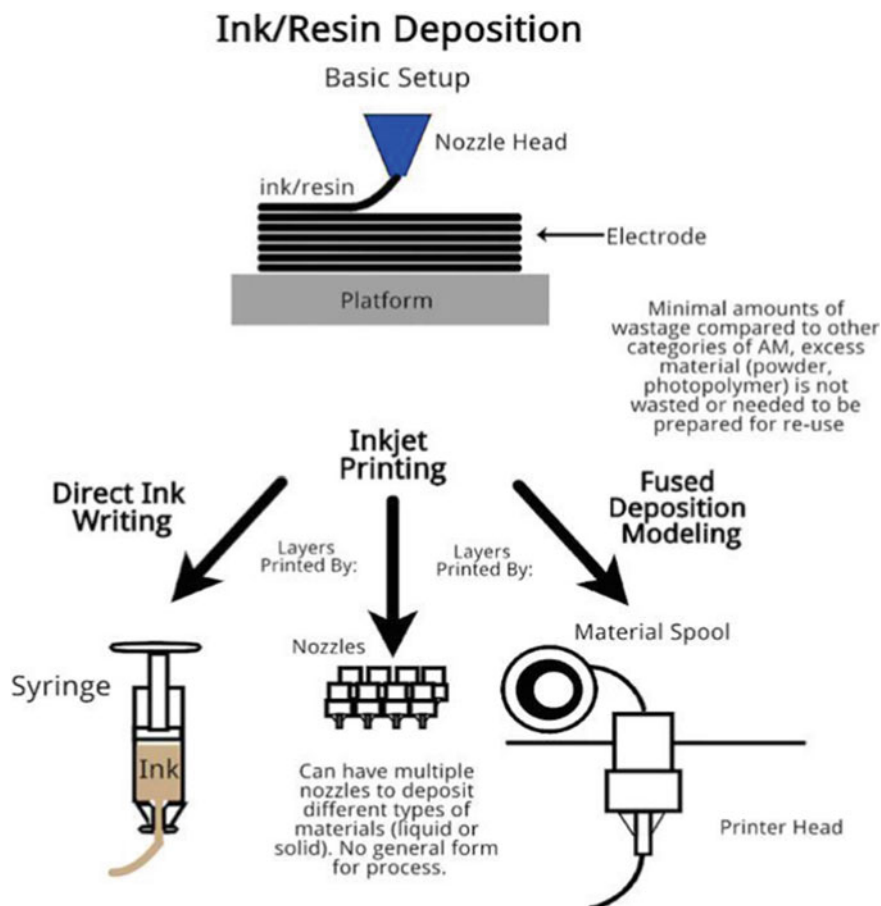 Ink/Resin Deposition
Basic Setup
Nozzle Head
ink/resin
Electrode
Platform
Minimal amounts of
wastage compared to other
categories of AM, excess
material (powder,
photopolymer) is not
wasted or needed to be
prepared for re-use
Inkjet
Printing
Direct Ink
Writing
Fused
Deposition
Modeling
Layers
Printed By:
Layers
Printed By:
Syringe
Ink
Nozzles
Can have multiple
nozzles to deposit
different types of
materials (liquid or
solid). No general form
for process.
Material Spool
Printer Head